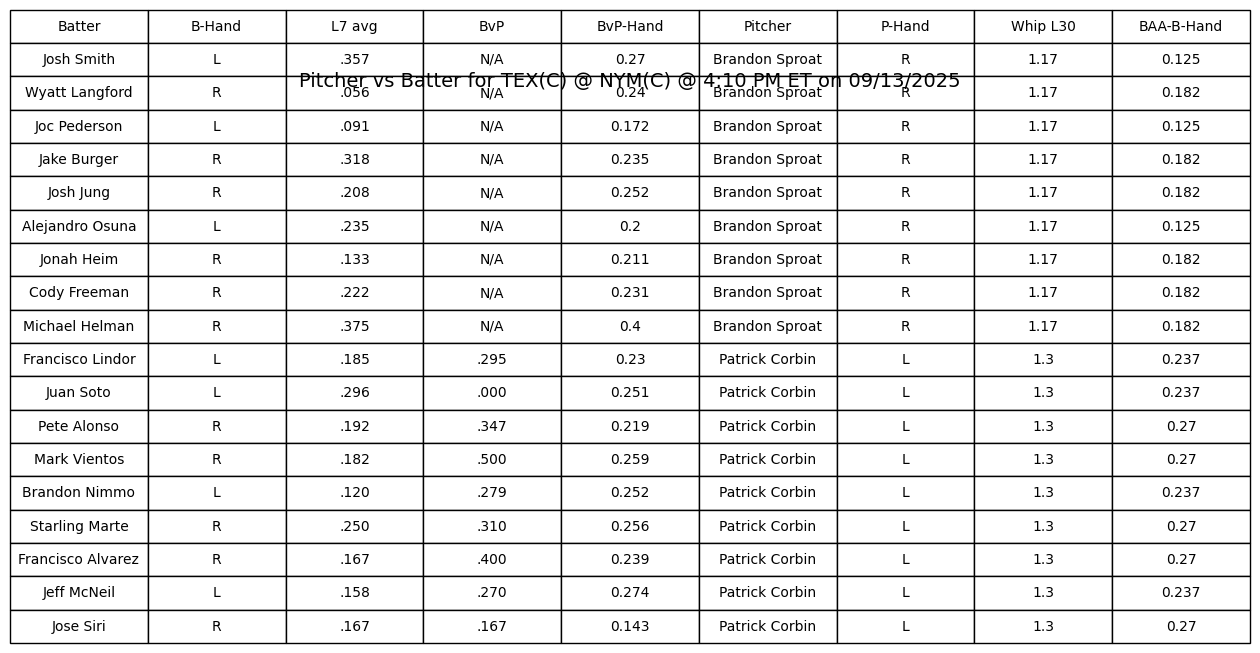 Batter B-Hand L7 avg BvP BvP-Hand Pitcher P-Hand Whip L30 BAA-B-Hand
Josh Smith L .357 N/A 0.27 Brandon Sproat R 1.17 0.125
Pitcher vs Batter for TEX(C) @ NYM(C) @ 4:10 PM ET on 09/13/2025
Wyatt Langford R .056 N/A 0.24 Brandon Sproat R 1.17 0.182
Joc Pederson L .091 N/A 0.172 Brandon Sproat R 1.17 0.125
Jake Burger R .318 N/A 0.235 Brandon Sproat R 1.17 0.182
Josh Jung R .208 N/A 0.252 Brandon Sproat R 1.17 0.182
Alejandro Osuna L .235 N/A 0.2 Brandon Sproat R 1.17 0.125
Jonah Heim R .133 N/A 0.211 Brandon Sproat R 1.17 0.182
Cody Freeman R .222 N/A 0.231 Brandon Sproat R 1.17 0.182
Michael Helman R .375 N/A 0.4 Brandon Sproat R 1.17 0.182
Francisco Lindor L .185 .295 0.23 Patrick Corbin L 1.3 0.237
Juan Soto L .296 .000 0.251 Patrick Corbin L 1.3 0.237
Pete Alonso R .192 .347 0.219 Patrick Corbin L 1.3 0.27
Mark Vientos R .182 .500 0.259 Patrick Corbin L 1.3 0.27
Brandon Nimmo L .120 .279 0.252 Patrick Corbin L 1.3 0.237
Starling Marte R .250 .310 0.256 Patrick Corbin L 1.3 0.27
Francisco Alvarez R .167 .400 0.239 Patrick Corbin L 1.3 0.27
Jeff McNeil L .158 .270 0.274 Patrick Corbin L 1.3 0.237
Jose Siri R .167 .167 0.143 Patrick Corbin L 1.3 0.27